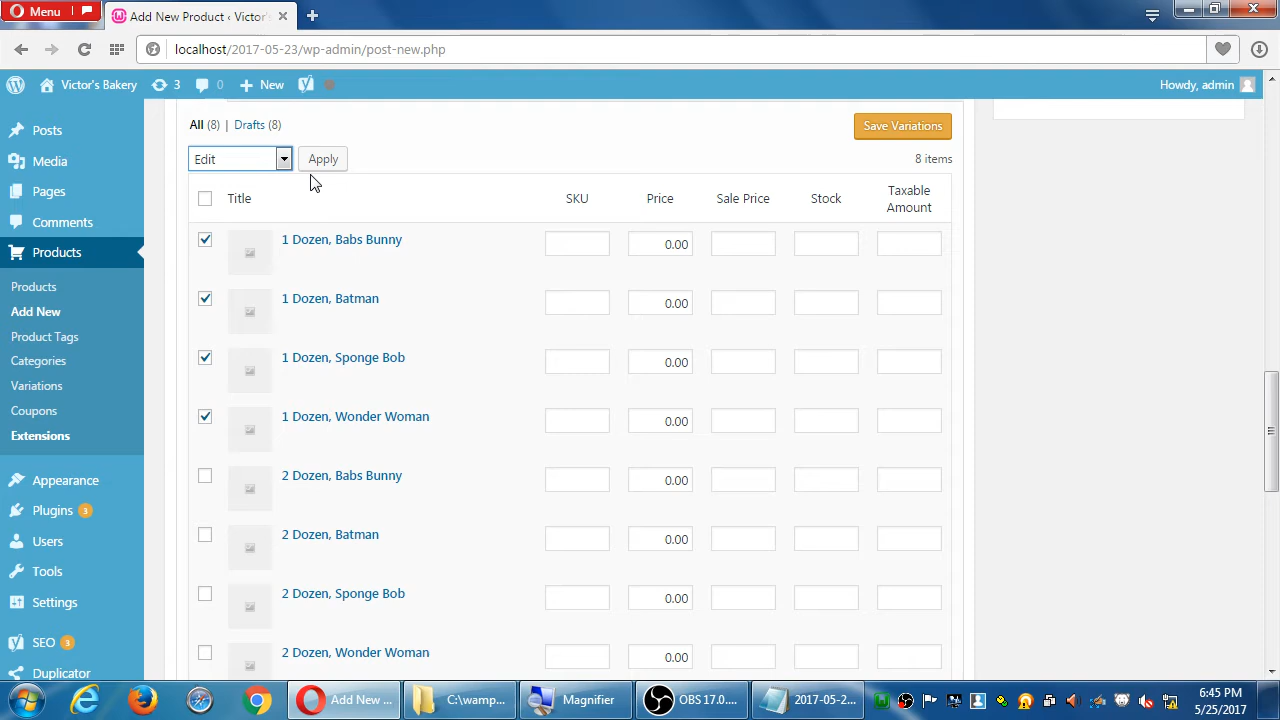 Menu
Add New Product ‹ Victor's
localhost/2017-05-23/wp-admin/post-new.php
Victor's Bakery
3
0
New
Howdy, admin
Posts
Media
Pages
Comments
Products
Products
Add New
Product Tags
Categories
Variations
Coupons
Extensions
Appearance
Plugins 3
Users
Tools
Settings
SEO 3
Duplicator
All (8) | Drafts (8)
Save Variations
Edit
Apply
8 items
Title
SKU
Price
Sale Price
Stock
Taxable
Amount
1 Dozen, Babs Bunny
0.00
1 Dozen, Batman
0.00
1 Dozen, Sponge Bob
0.00
1 Dozen, Wonder Woman
0.00
2 Dozen, Babs Bunny
0.00
2 Dozen, Batman
0.00
2 Dozen, Sponge Bob
0.00
2 Dozen, Wonder Woman
0.00
Add New ...
C:\wamp...
Magnifier
OBS 17.0....
2017-05-2...
6:45 PM
5/25/2017